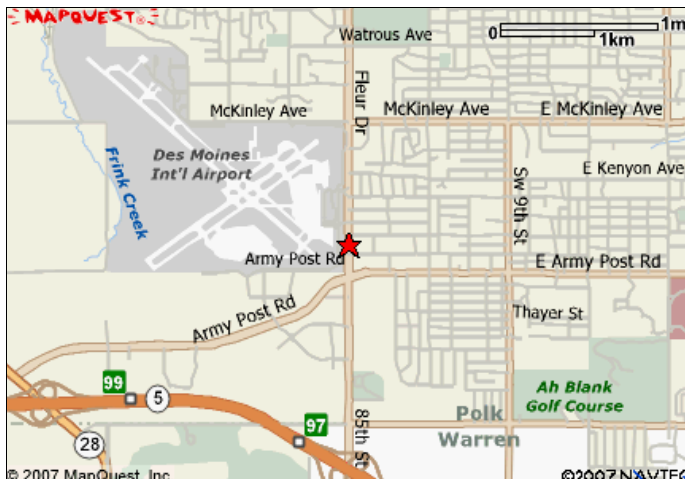 MAPQUEST®
Watrous Ave
0
1m
1km
Fleur Dr
McKinley Ave
McKinley Ave
E McKinley Ave
Des Moines
Int'l Airport
Frink Creek
E Kenyon Ave
Sw 9th St
Army Post Rd
E Army Post Rd
Army Post Rd
Thayer St
99
5
Ah Blank
Golf Course
85th St
97
Polk
Warren
28
© 2007 MapQuest, Inc
©2007 NAVTEQ